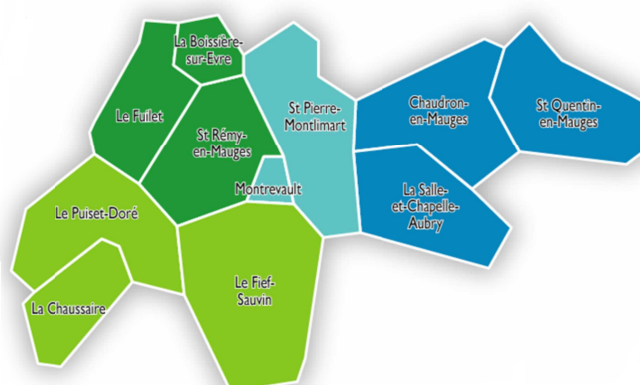 La Boissière-
sur-Evre
Le Fuilet
St Rémy-
en-Mauges
St Pierre-
Montlimart
Chaudron-
en-Mauges
St Quentin-
en-Mauges
Montrevault
La Salle-
et-Chapelle-
Aubry
Le Puiset-Doré
La Chaussaire
Le Fief-
Sauvin